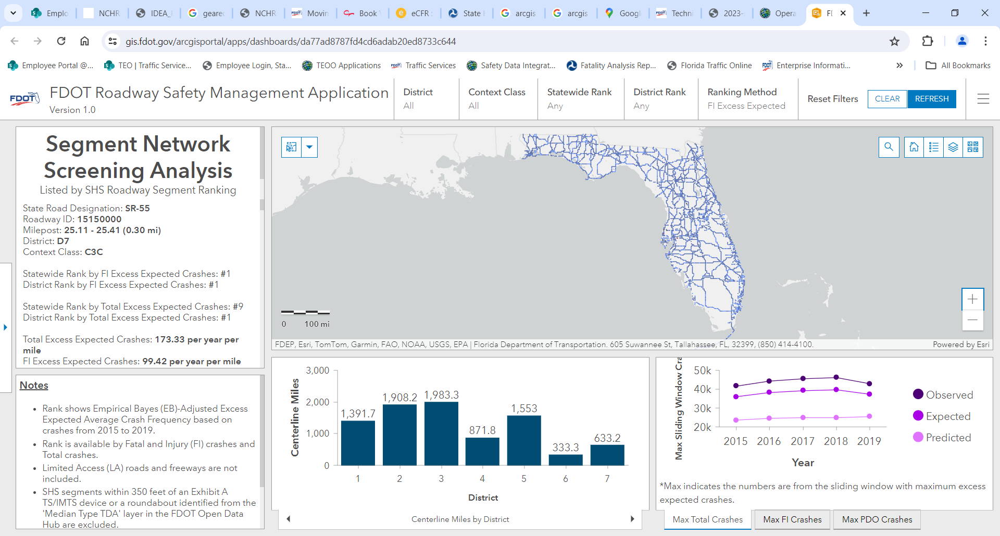 Emplo
NCHR
IDEA_
gearec
NCHR
Movin
Book
eCFR :
State
arcgis
arcgis
Googl
Techni
2023-
Opera
FI
gis.fdot.gov/arcgisportal/apps/dashboards/da77ad8787fd4cd6adab20ed8733c644
Employee Portal @...
TEO | Traffic Service...
Employee Login, Sta...
TEOO Applications
Traffic Services
Safety Data Integrat...
Fatality Analysis Rep...
Florida Traffic Online
Enterprise Informati...
All Bookmarks
FDOT
FDOT Roadway Safety Management Application
Version 1.0
District
All
Context Class
All
Statewide Rank
Any
District Rank
Any
Ranking Method
FI Excess Expected
Reset Filters
CLEAR
REFRESH
Segment Network
Screening Analysis
Listed by SHS Roadway Segment Ranking
State Road Designation: SR-55
Roadway ID: 15150000
Milepost: 25.11 - 25.41 (0.30 mi)
District: D7
Context Class: C3C
Statewide Rank by FI Excess Expected Crashes: #1
District Rank by FI Excess Expected Crashes: #1
Statewide Rank by Total Excess Expected Crashes: #9
District Rank by Total Excess Expected Crashes: #1
Total Excess Expected Crashes: 173.33 per year per
mile
FI Excess Expected Crashes: 99.42 per year per mile
Notes
• Rank shows Empirical Bayes (EB)-Adjusted Excess
Expected Average Crash Frequency based on
crashes from 2015 to 2019.
• Rank is available by Fatal and Injury (FI) crashes and
Total crashes.
• Limited Access (LA) roads and freeways are not
included.
• SHS segments within 350 feet of an Exhibit A
TS/IMTS device or a roundabout identified from the
'Median Type TDA' layer in the FDOT Open Data
Hub are excluded.
0 100 mi
FDEP, Esri, TomTom, Garmin, FAO, NOAA, USGS, EPA | Florida Department of Transportation. 605 Suwannee St, Tallahassee, FL, 32399, (850) 414-4100.
Powered by Esri
Centerline Miles
3,000
2,000
1,000
0
1,391.7
1,908.2
1,983.3
871.8
1,553
333.3
633.2
1 2 3 4 5 6 7
District
Centerline Miles by District
Max Sliding Window Cra
50k
40k
30k
20k
2015 2016 2017 2018 2019
Year
Observed
Expected
Predicted
*Max indicates the numbers are from the sliding window with maximum excess
expected crashes.
Max Total Crashes
Max FI Crashes
Max PDO Crashes